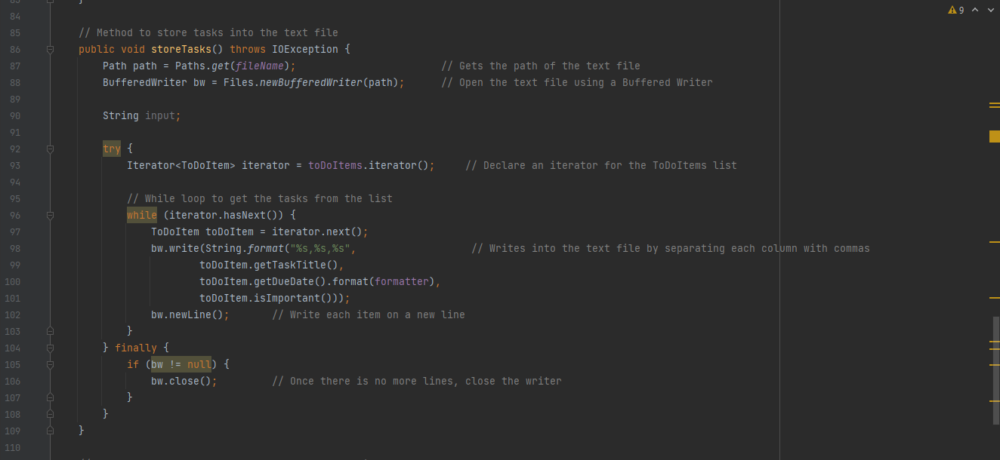 9
84
85 // Method to store tasks into the text file
86 public void storeTasks() throws IOException {
87 Path path = Paths.get(fileName); // Gets the path of the text file
88 BufferedWriter bw = Files.newBufferedWriter(path); // Open the text file using a Buffered Writer
89
90 String input;
91
92 try {
93 Iterator<ToDoItem> iterator = toDoItems.iterator(); // Declare an iterator for the ToDoItems list
94
95 // While loop to get the tasks from the list
96 while (iterator.hasNext()) {
97 ToDoItem toDoItem = iterator.next();
98 bw.write(String.format("%s,%s,%s", // Writes into the text file by separating each column with commas
99 toDoItem.getTaskTitle(),
100 toDoItem.getDueDate().format(formatter),
101 toDoItem.isImportant()));
102 bw.newLine(); // Write each item on a new line
103 }
104 } finally {
105 if (bw != null) {
106 bw.close(); // Once there is no more lines, close the writer
107 }
108 }
109 }
110